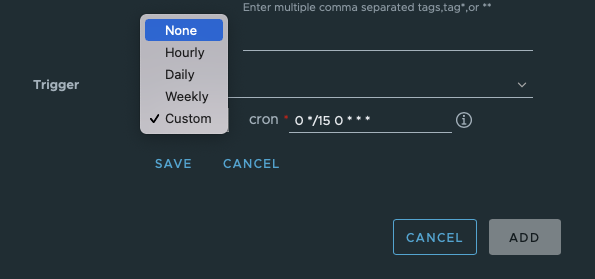 Enter multiple comma separated tags,tag*,or **
None
Hourly
Daily
Weekly
✓ Custom
Trigger
cron * 0 */15 0 * * *
SAVE CANCEL
CANCEL ADD